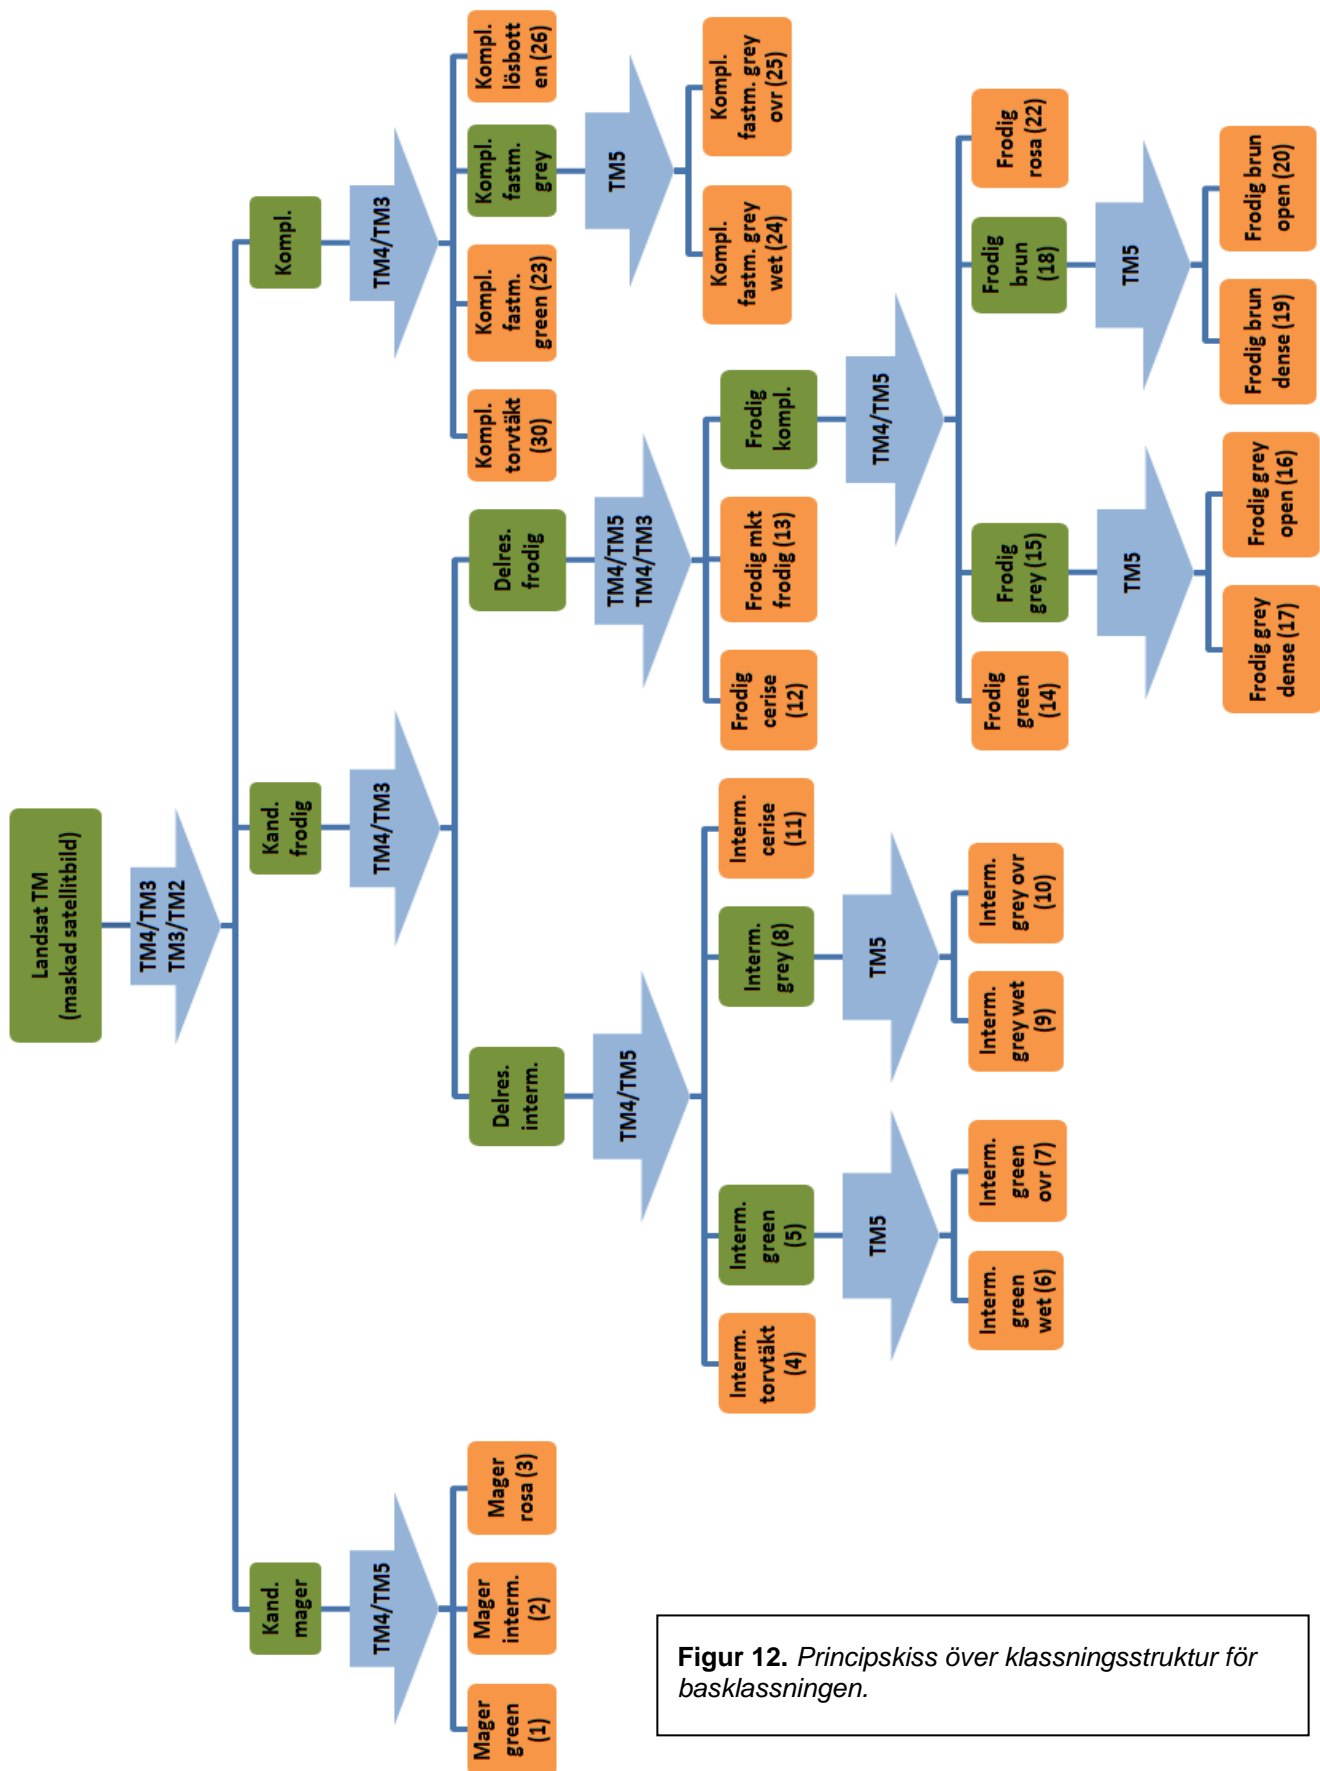 Landsat TM
(maskad satellitbild)
TM4/TM3
TM3/TM2
Kand.
mager
Kand.
frodig
Kompl.
TM4/TM5
TM4/TM3
TM4/TM3
Mager
green
(1)
Mager
interm.
(2)
Mager
rosa (3)
Delres.
interm.
Delres.
frodig
Kompl.
torvtäkt
(30)
Kompl.
fastm.
green (23)
Kompl.
fastm.
grey
Kompl.
lösbott
en (26)
TM4/TM5
TM4/TM5
TM4/TM3
TM5
Interm.
torvtäkt
(4)
Interm.
green
(5)
Interm.
grey (8)
Interm.
cerise
(11)
Frodig
cerise
(12)
Frodig mkt
frodig (13)
Frodig
kompl.
Kompl.
fastm. grey
wet (24)
Kompl.
fastm. grey
ovr (25)
TM5
TM5
TM4/TM5
Interm.
green
wet (6)
Interm.
green
ovr (7)
Interm.
grey wet
(9)
Interm.
grey ovr
(10)
Frodig
green
(14)
Frodig
grey (15)
Frodig
brun
(18)
Frodig
rosa (22)
TM5
TM5
Frodig grey
dense (17)
Frodig grey
open (16)
Frodig brun
dense (19)
Frodig brun
open (20)
Figur 12. Principskiss över klassningsstruktur för
basklassningen.